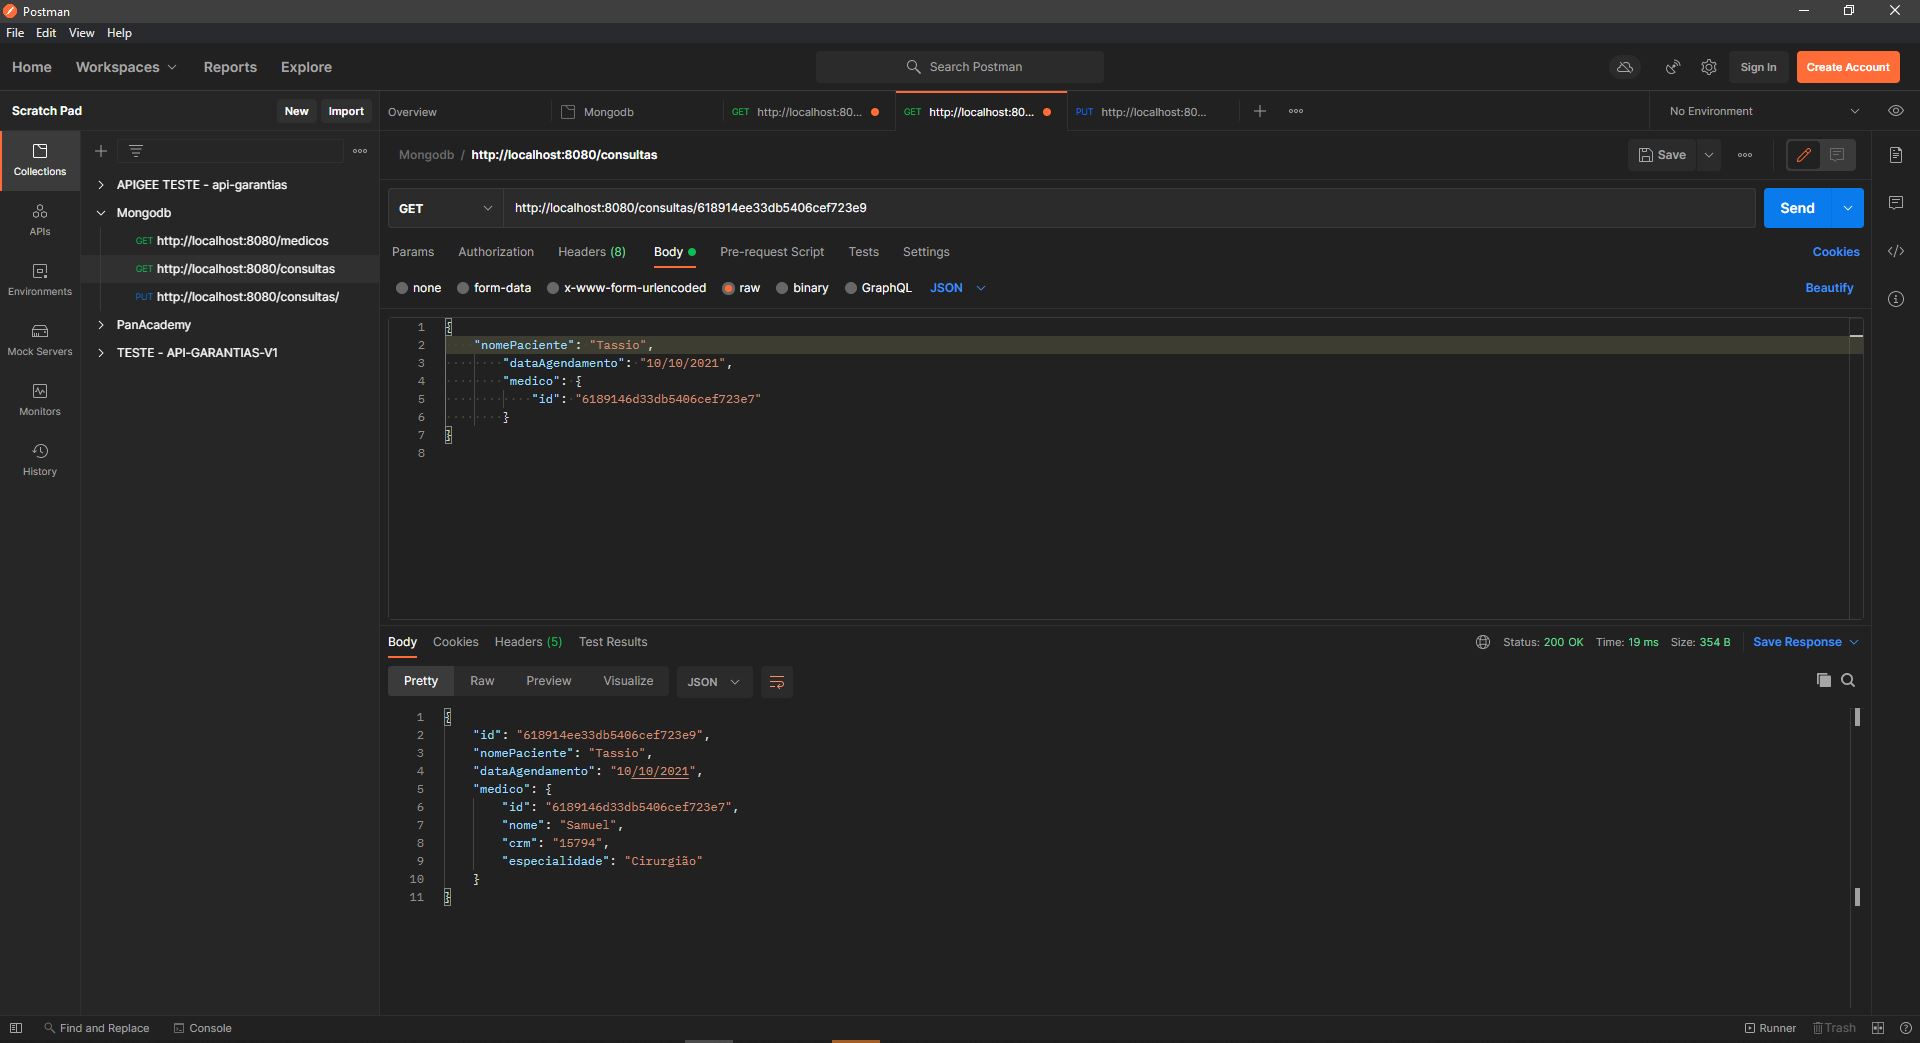 Postman
File Edit View Help
Home Workspaces Reports Explore Search Postman Sign In Create Account
Scratch Pad New Import Overview Mongodb GET http://localhost:80... GET http://localhost:80... PUT http://localhost:80... No Environment
Collections
APIs
Environments
Mock Servers
Monitors
History
APIGEE TESTE - api-garantias
Mongodb
GET http://localhost:8080/medicos
GET http://localhost:8080/consultas
PUT http://localhost:8080/consultas/
PanAcademy
TESTE - API-GARANTIAS-V1
Mongodb / http://localhost:8080/consultas Save
GET http://localhost:8080/consultas/618914ee33db5406cef723e9 Send
Params Authorization Headers (8) Body Pre-request Script Tests Settings Cookies
none form-data x-www-form-urlencoded raw binary GraphQL JSON Beautify
1 {
2 "nomePaciente": "Tassio",
3 "dataAgendamento": "10/10/2021",
4 "medico": {
5 "id": "6189146d33db5406cef723e7"
6 }
7 }
8
Body Cookies Headers (5) Test Results Status: 200 OK Time: 19 ms Size: 354 B Save Response
Pretty Raw Preview Visualize JSON
1 {
2 "id": "618914ee33db5406cef723e9",
3 "nomePaciente": "Tassio",
4 "dataAgendamento": "10/10/2021",
5 "medico": {
6 "id": "6189146d33db5406cef723e7",
7 "nome": "Samuel",
8 "crm": "15794",
9 "especialidade": "Cirurgião"
10 }
11 }
Find and Replace Console Runner Trash